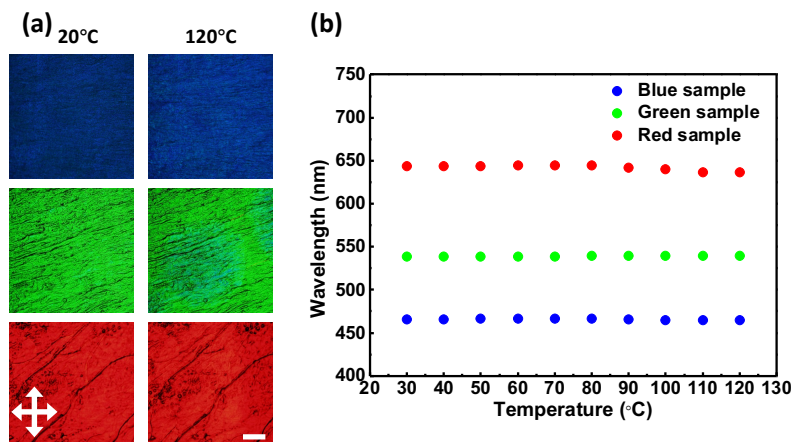 (a)
20°C
120°C
(b)
750
700
650
600
550
500
450
400
Wavelength (nm)
Blue sample
Green sample
Red sample
20 30 40 50 60 70 80 90 100 110 120 130
Temperature (°C)